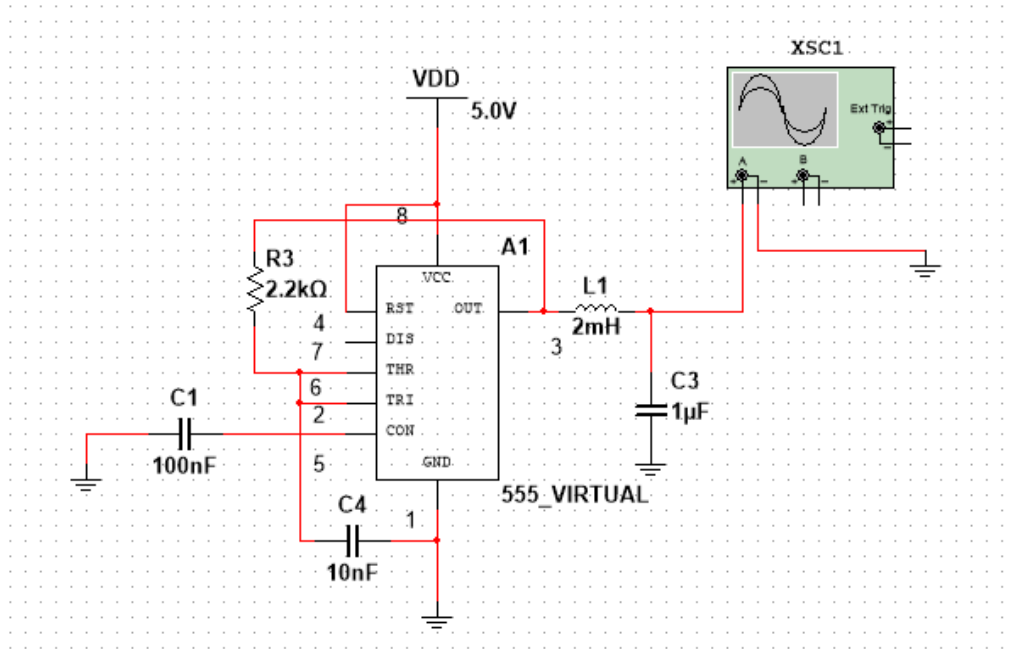 XSC1
VDD
5.0V
Ext Trig
+
-
A
B
+
-
+
-
8
A1
R3
2.2kΩ
VCC
L1
RST
OUT
2mH
4
DIS
3
7
THR
6
C3
C1
TRI
1µF
2
CON
100nF
5
GND
555_VIRTUAL
C4
1
10nF